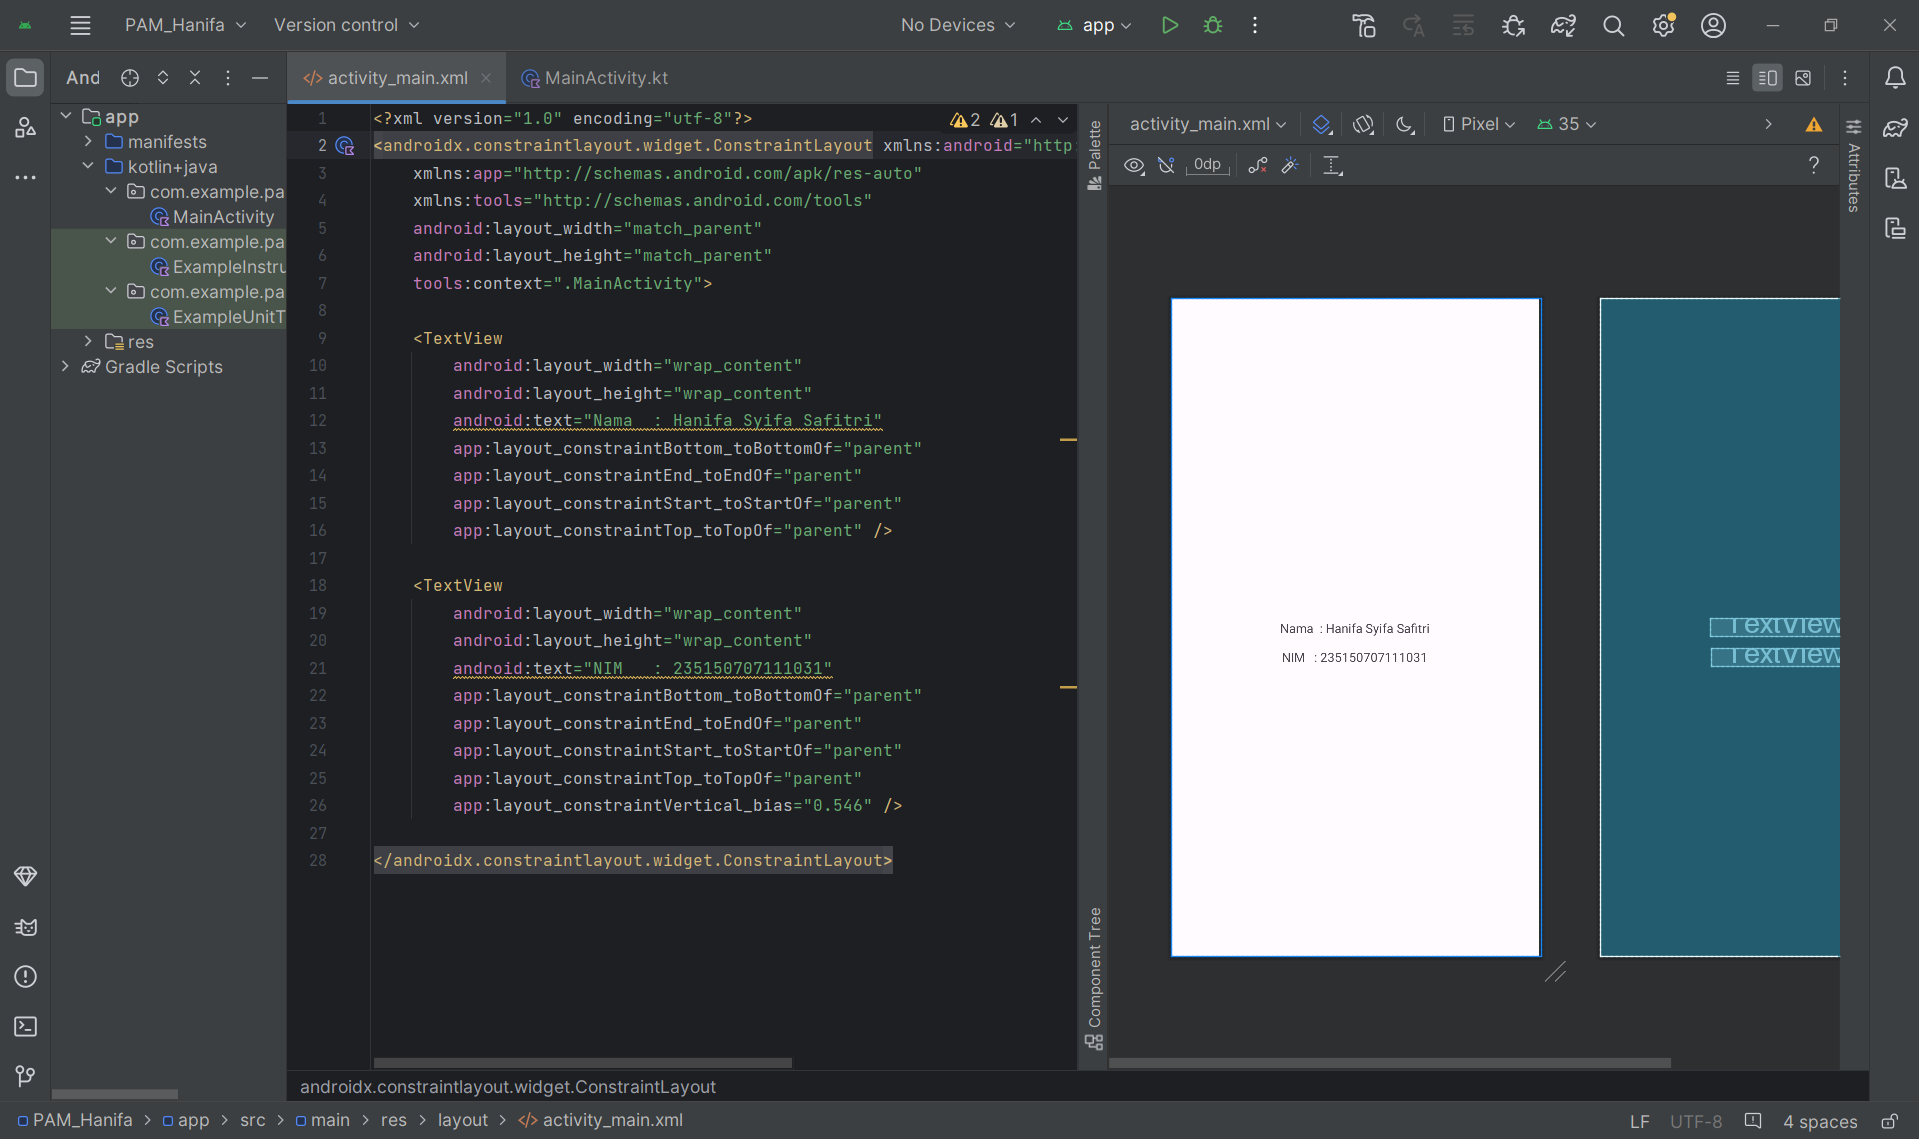 PAM_Hanifa
Version control
No Devices
app
And
activity_main.xml
MainActivity.kt
app
manifests
kotlin+java
com.example.pa
MainActivity
com.example.pa
ExampleInstru
com.example.pa
ExampleUnitT
res
Gradle Scripts
2 1
1 <?xml version="1.0" encoding="utf-8"?>
2 <androidx.constraintlayout.widget.ConstraintLayout xmlns:android="http:
3 xmlns:app="http://schemas.android.com/apk/res-auto"
4 xmlns:tools="http://schemas.android.com/tools"
5 android:layout_width="match_parent"
6 android:layout_height="match_parent"
7 tools:context=".MainActivity">
8
9 <TextView
10 android:layout_width="wrap_content"
11 android:layout_height="wrap_content"
12 android:text="Nama  : Hanifa Syifa Safitri"
13 app:layout_constraintBottom_toBottomOf="parent"
14 app:layout_constraintEnd_toEndOf="parent"
15 app:layout_constraintStart_toStartOf="parent"
16 app:layout_constraintTop_toTopOf="parent" />
17
18 <TextView
19 android:layout_width="wrap_content"
20 android:layout_height="wrap_content"
21 android:text="NIM   : 235150707111031"
22 app:layout_constraintBottom_toBottomOf="parent"
23 app:layout_constraintEnd_toEndOf="parent"
24 app:layout_constraintStart_toStartOf="parent"
25 app:layout_constraintTop_toTopOf="parent"
26 app:layout_constraintVertical_bias="0.546" />
27
28 </androidx.constraintlayout.widget.ConstraintLayout>
Palette
Component Tree
activity_main.xml
Pixel
35
0dp
?
Attributes
Nama  : Hanifa Syifa Safitri
NIM   : 235150707111031
TextView
TextView
androidx.constraintlayout.widget.ConstraintLayout
PAM_Hanifa > app > src > main > res > layout > activity_main.xml
LF UTF-8 4 spaces